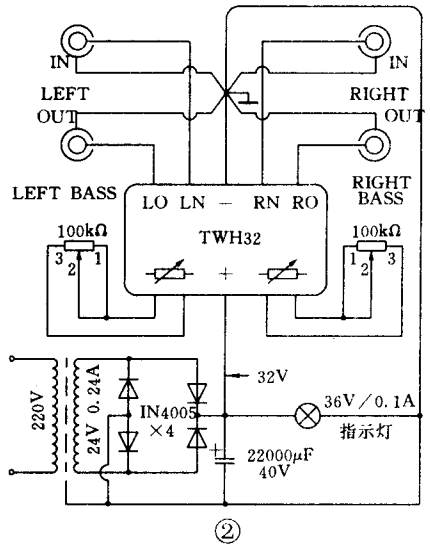 IN
IN
LEFT
RIGHT
OUT
OUT
LEFT BASS
RIGHT
BASS
LO LN − RN RO
TWH32
100kΩ
3 2 1
100kΩ
1 2 3
+
32V
220V
24V 0.24A
IN4005
×4
36V/0.1A
指示灯
+
22000μF
40V
②